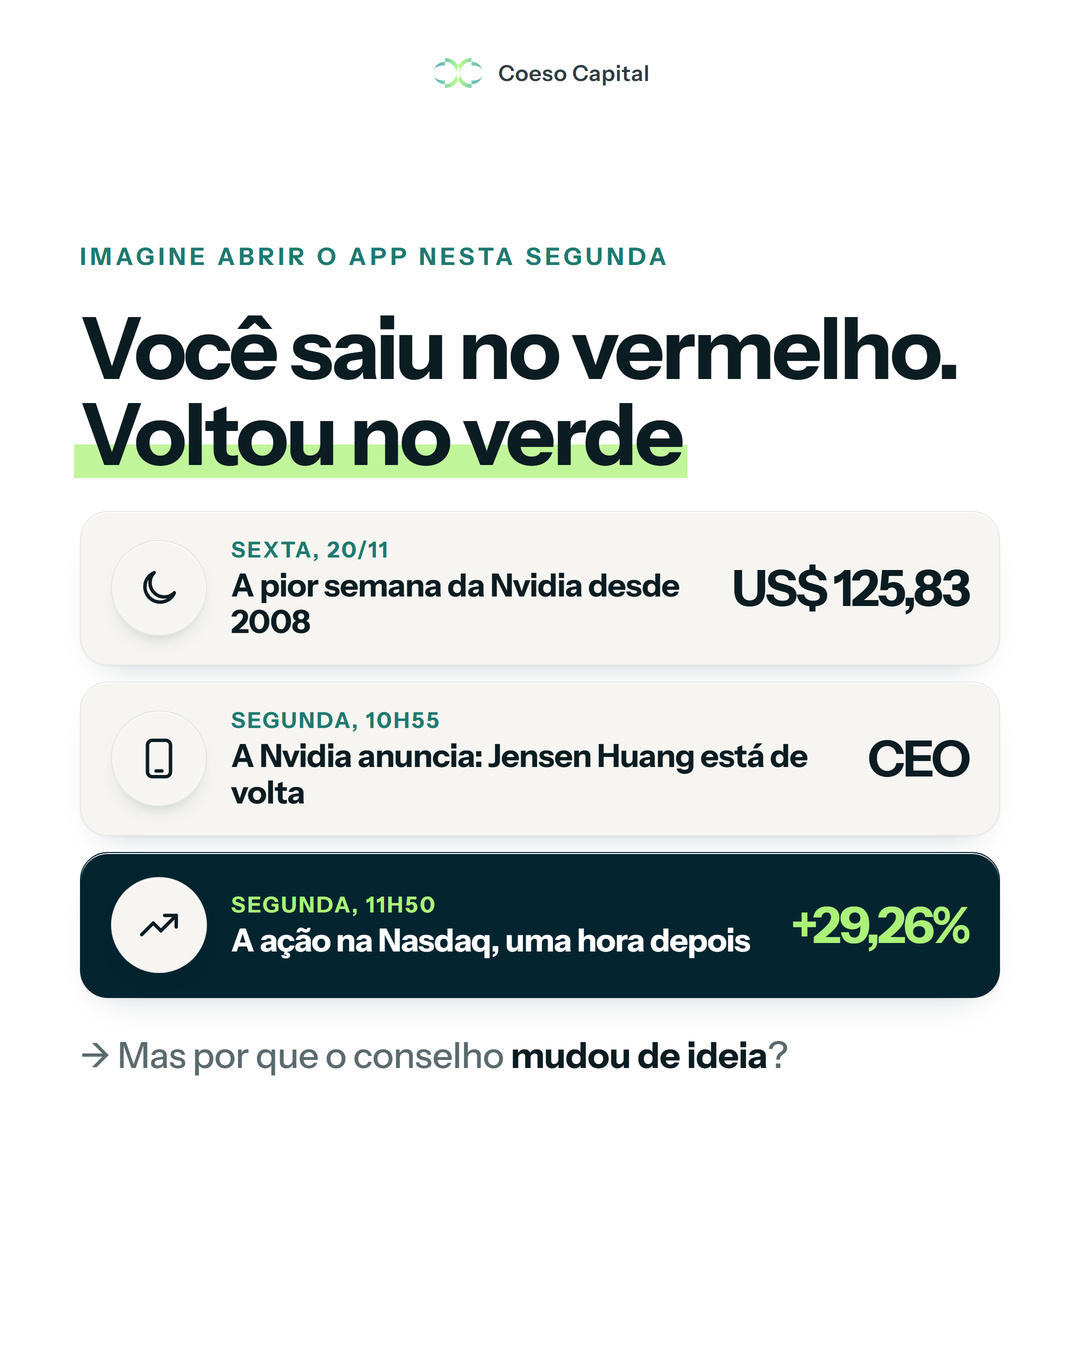 Coeso Capital
IMAGINE ABRIR O APP NESTA SEGUNDA
Você saiu no vermelho.
Voltou no verde
SEXTA, 20/11
A pior semana da Nvidia desde
2008
US$ 125,83
SEGUNDA, 10H55
A Nvidia anuncia: Jensen Huang está de
volta
CEO
SEGUNDA, 11H50
A ação na Nasdaq, uma hora depois
+29,26%
→ Mas por que o conselho mudou de ideia?